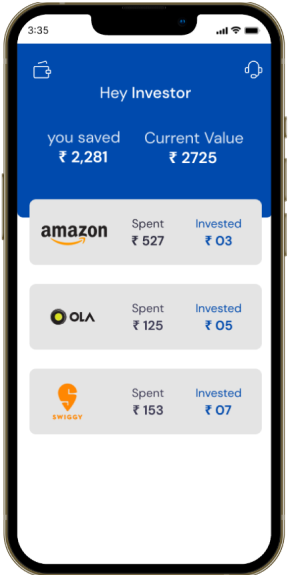 3:35
Hey Investor
you saved Current Value
₹ 2,281 ₹ 2725
amazon Spent Invested
₹ 527 ₹ 03
OLA Spent Invested
₹ 125 ₹ 05
Spent Invested
₹ 153 ₹ 07
SWIGGY